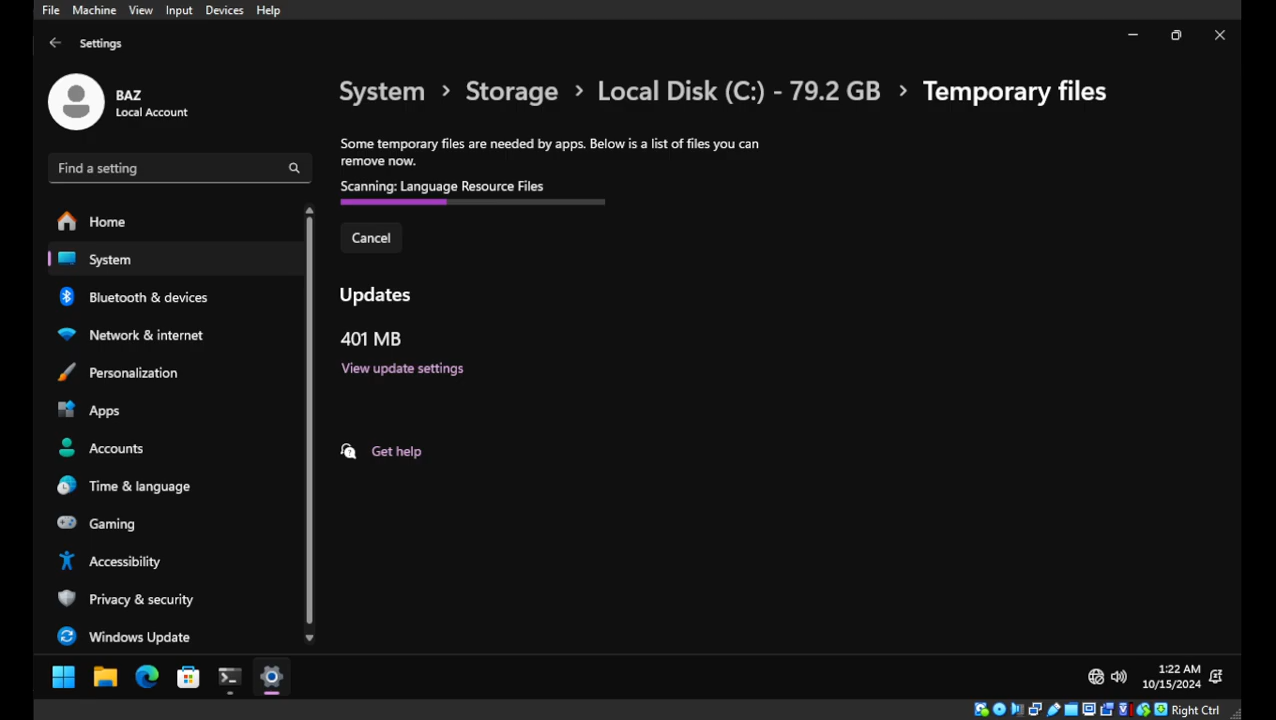 File Machine View Input Devices Help
Settings
BAZ
Local Account
Find a setting
Home
System
Bluetooth & devices
Network & internet
Personalization
Apps
Accounts
Time & language
Gaming
Accessibility
Privacy & security
Windows Update
System > Storage > Local Disk (C:) - 79.2 GB > Temporary files
Some temporary files are needed by apps. Below is a list of files you can
remove now.
Scanning: Language Resource Files
Cancel
Updates
401 MB
View update settings
Get help
1:22 AM
10/15/2024
Right Ctrl